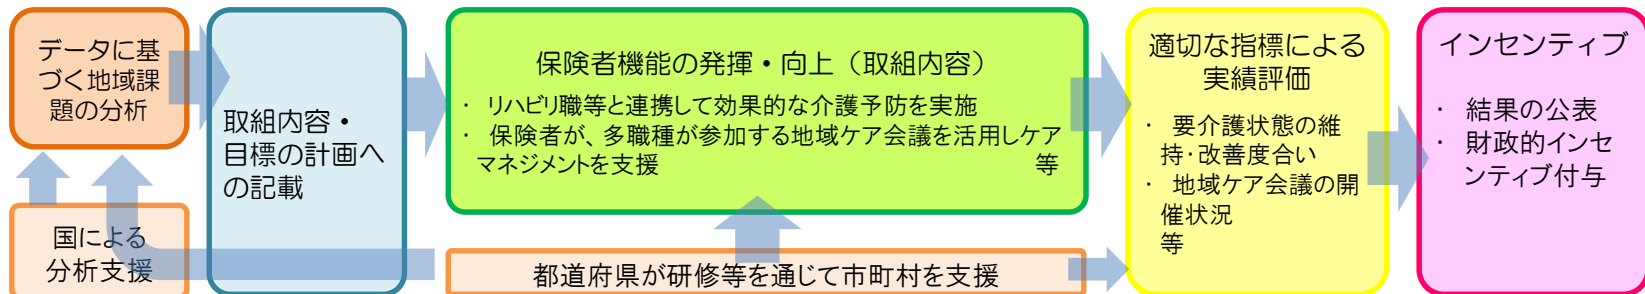 データに基
づく地域課
題の分析
国による
分析支援
取組内容・
目標の計画へ
の記載
保険者機能の発揮・向上（取組内容）
・ リハビリ職等と連携して効果的な介護予防を実施
・ 保険者が、多職種が参加する地域ケア会議を活用しケア
マネジメントを支援 等
都道府県が研修等を通じて市町村を支援
適切な指標による
実績評価
・ 要介護状態の維
持・改善度合い
・ 地域ケア会議の開
催状況
等
インセンティブ
・ 結果の公表
・ 財政的インセ
ンティブ付与